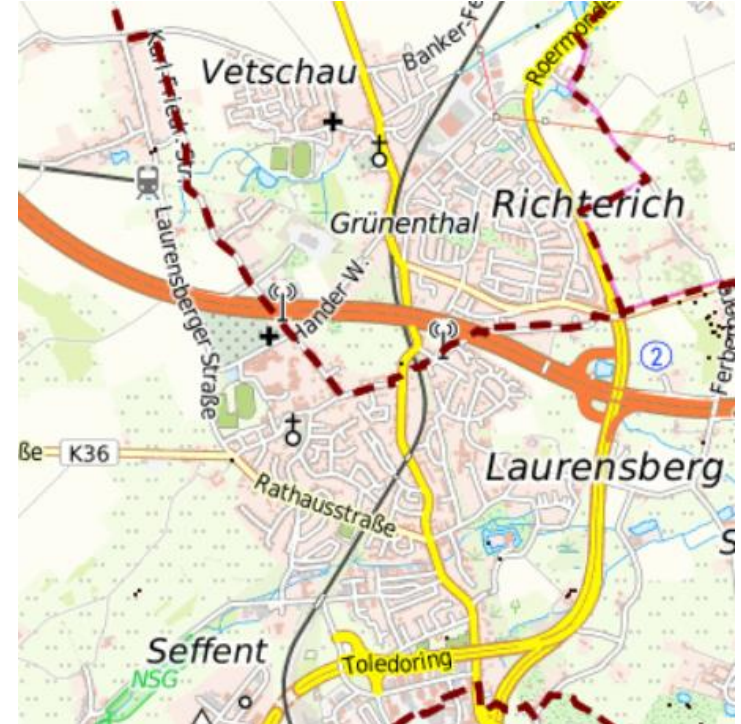 Roermonder
Banker-Fe
Karl-Friedr.-Str.
Vetschau
Richterich
Grünenthal
Laurensberger Straße
Hander W.
2
Ferberberg
ße
K36
Laurensberg
Rathausstraße
S
Seffent
Toledoring
NSG